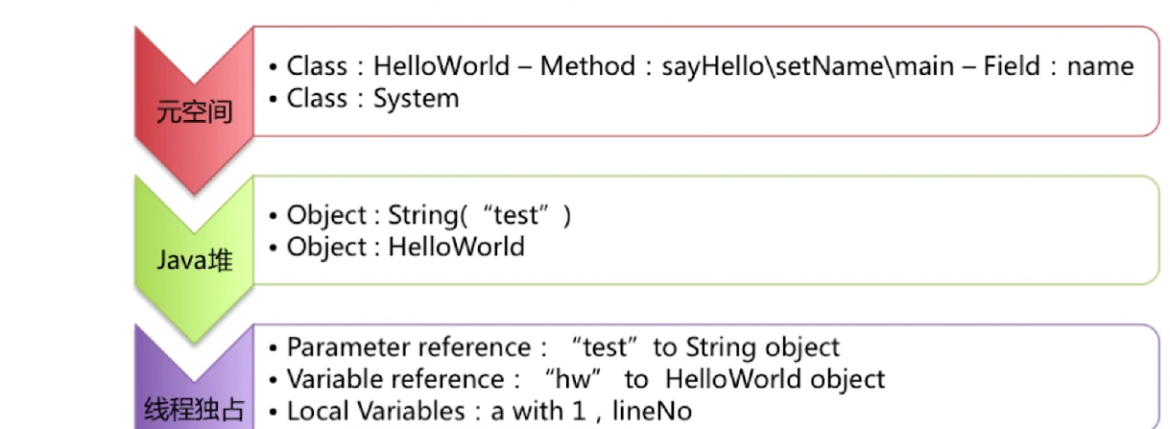 元空间
• Class：HelloWorld – Method：sayHello\setName\main – Field：name
• Class：System
Java堆
• Object : String( “test” )
• Object : HelloWorld
线程独占
• Parameter reference： “test” to String object
• Variable reference： “hw” to HelloWorld object
• Local Variables：a with 1 , lineNo